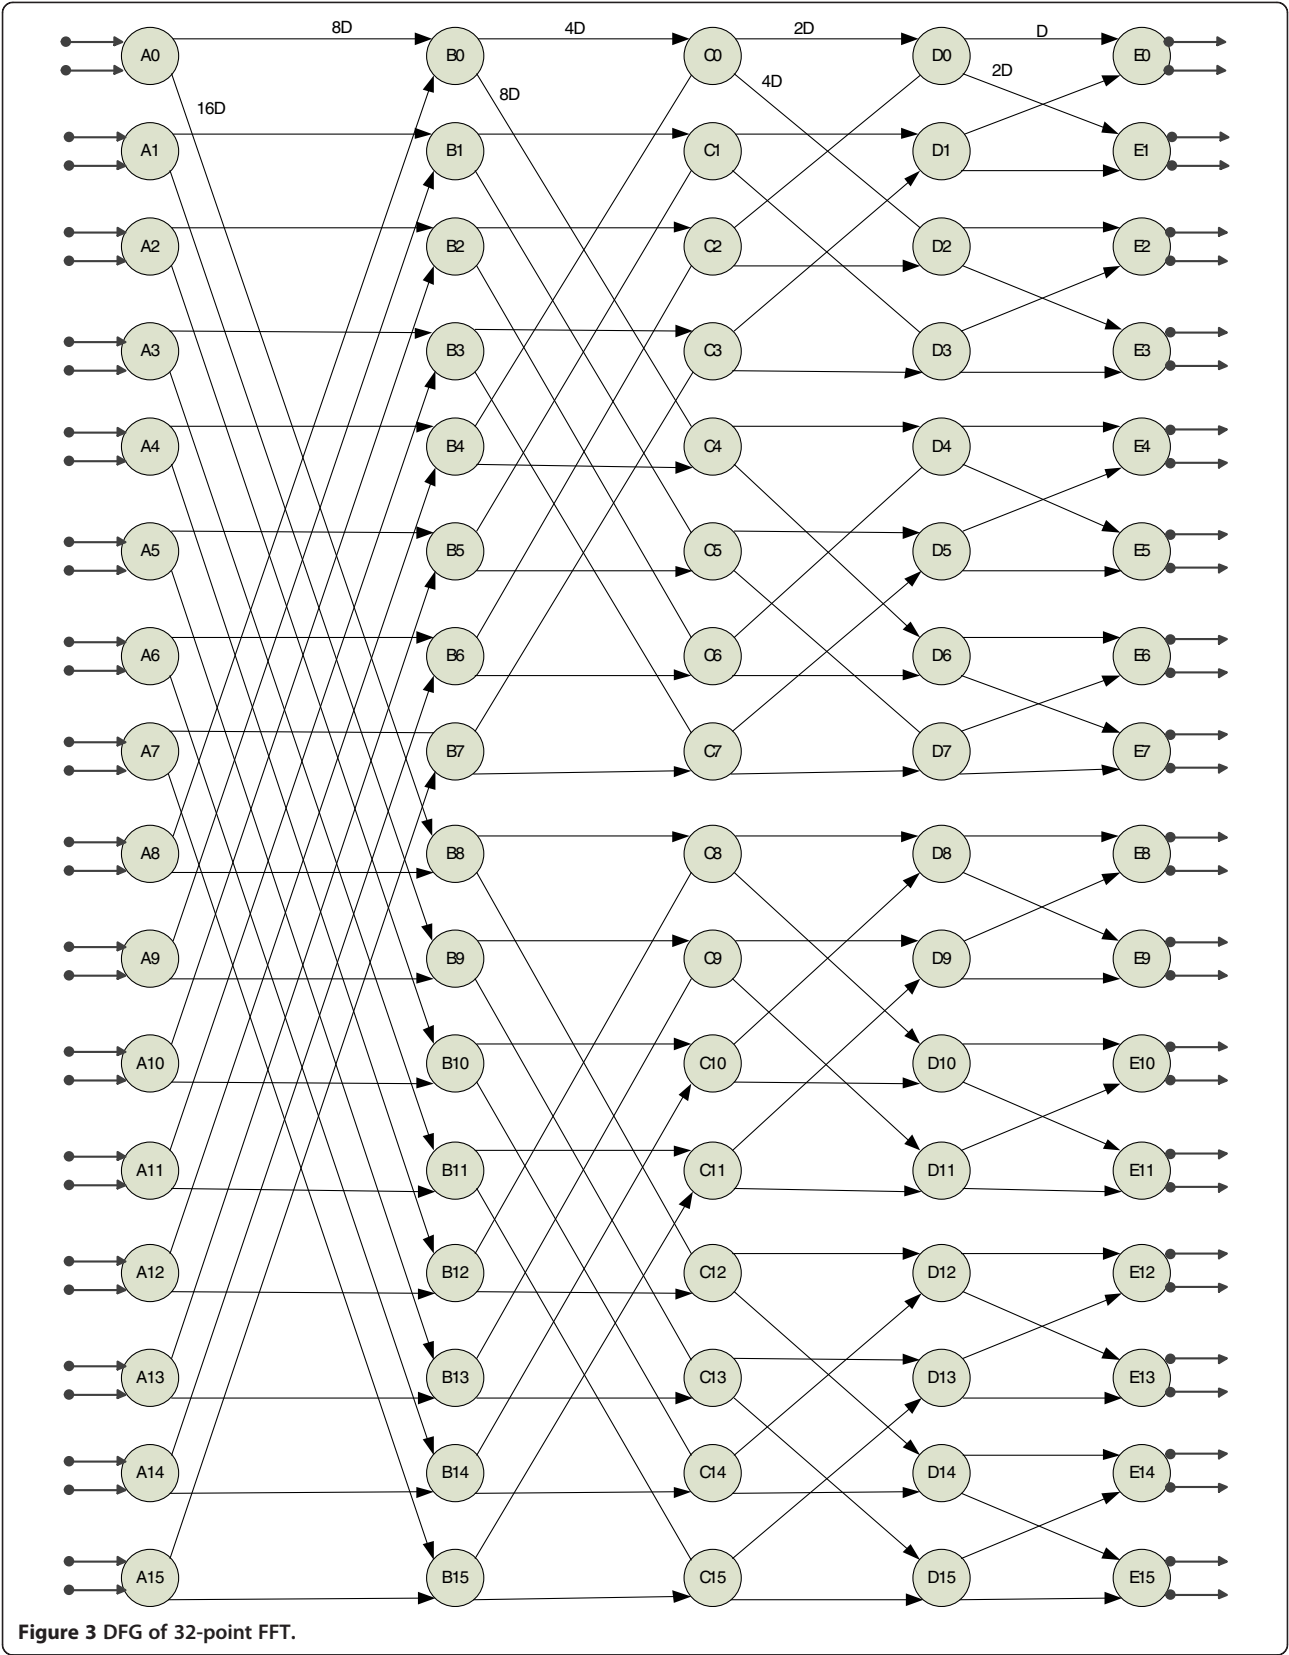 8D 4D 2D D
A0 B0 C0 D0 E0
16D 8D 4D 2D
A1 B1 C1 D1 E1
A2 B2 C2 D2 E2
A3 B3 C3 D3 E3
A4 B4 C4 D4 E4
A5 B5 C5 D5 E5
A6 B6 C6 D6 E6
A7 B7 C7 D7 E7
A8 B8 C8 D8 E8
A9 B9 C9 D9 E9
A10 B10 C10 D10 E10
A11 B11 C11 D11 E11
A12 B12 C12 D12 E12
A13 B13 C13 D13 E13
A14 B14 C14 D14 E14
A15 B15 C15 D15 E15
Figure 3 DFG of 32-point FFT.